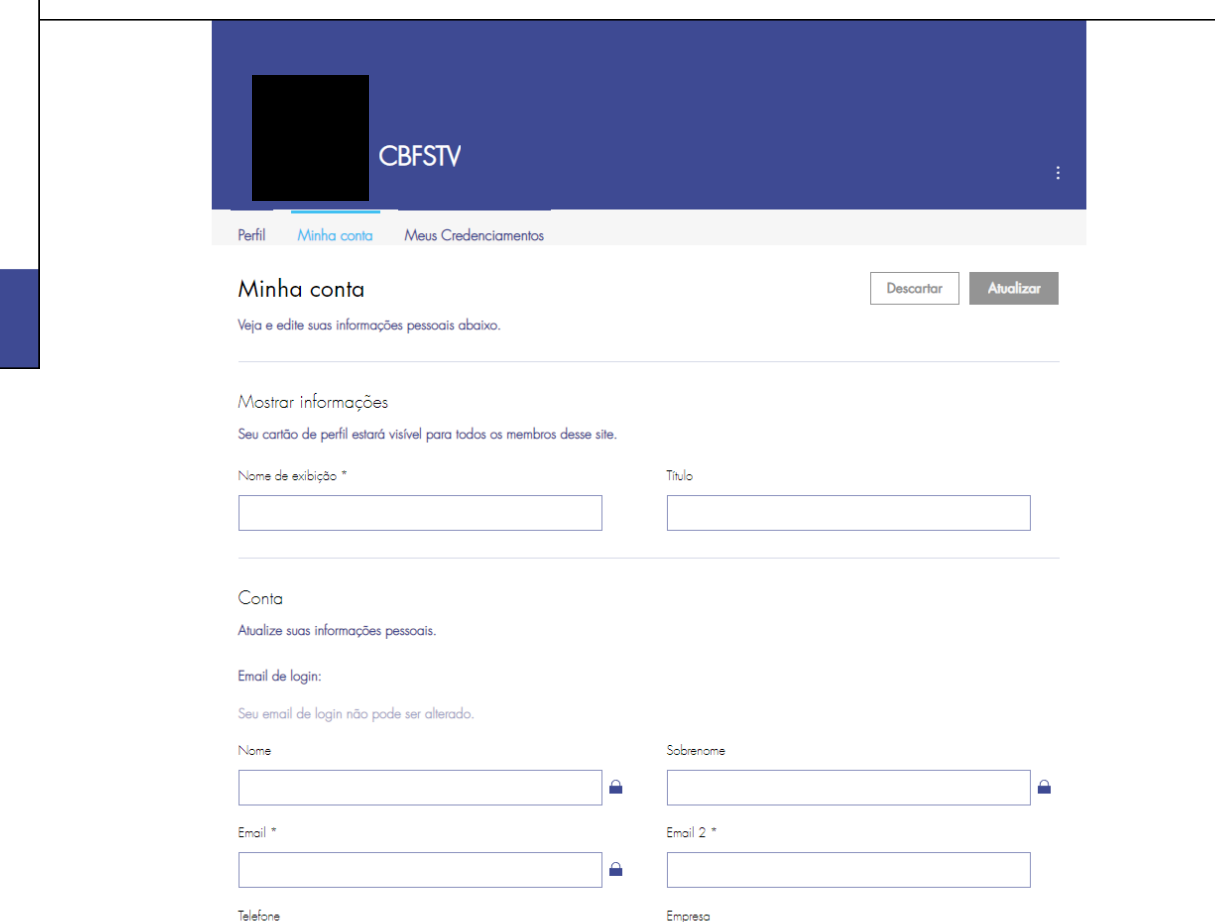 CBFSTV
Perfil Minha conta Meus Credenciamentos
Minha conta
Descartar Atualizar
Veja e edite suas informações pessoais abaixo.
Mostrar informações
Seu cartão de perfil estará visível para todos os membros desse site.
Nome de exibição * Título
Conta
Atualize suas informações pessoais.
Email de login:
Seu email de login não pode ser alterado.
Nome Sobrenome
Email * Email 2 *
Telefone Empresa